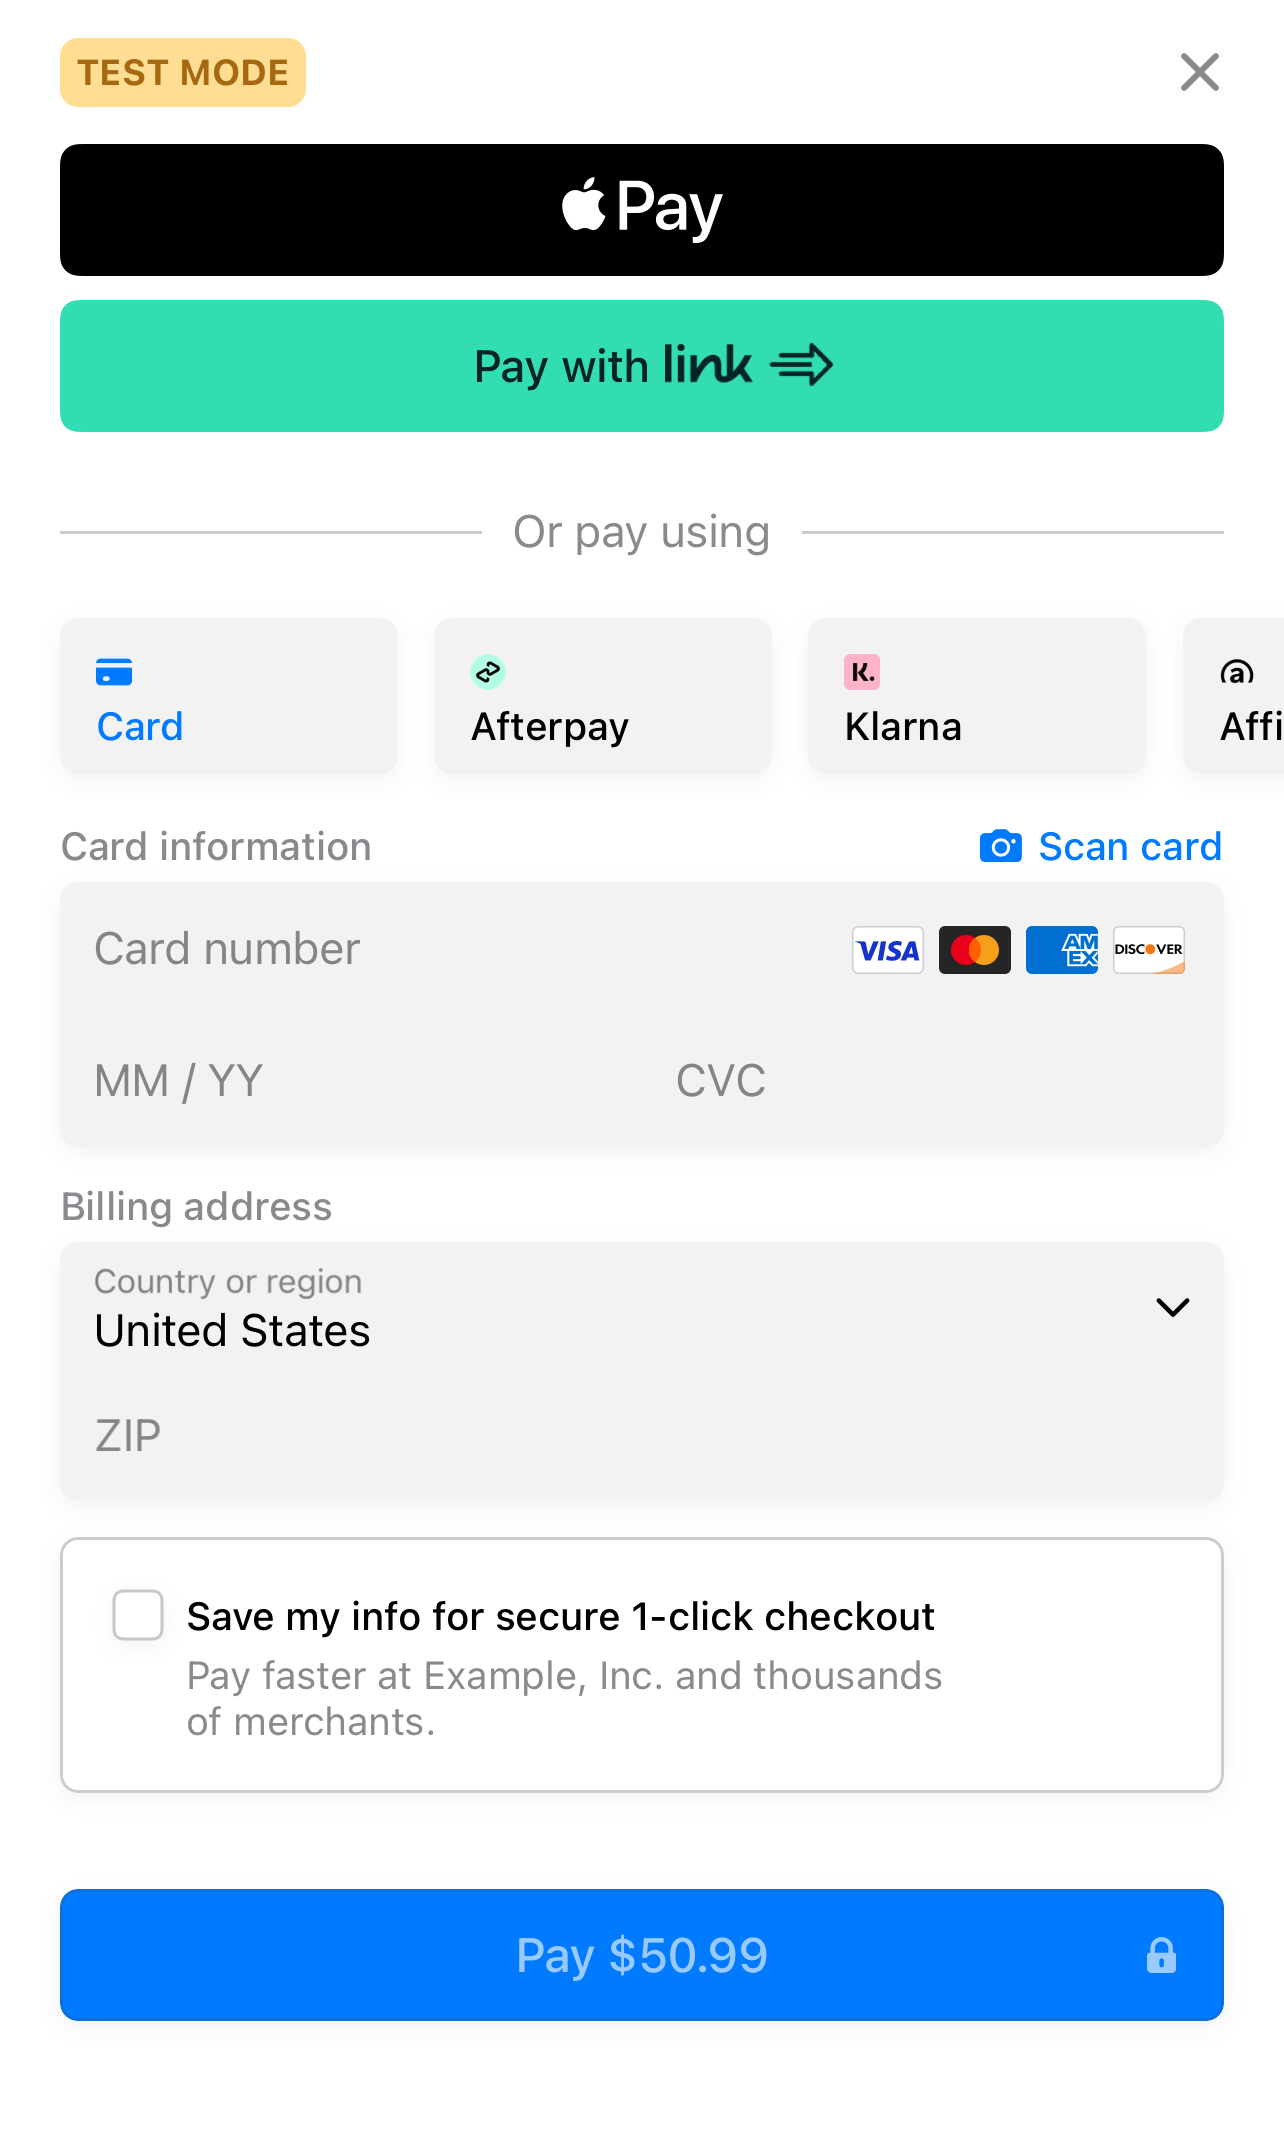 TEST MODE
Pay
Pay with link
Or pay using
Card
Afterpay
K.
Klarna
a
Affi
Card information
Scan card
Card number
VISA
AM
EX
DISCOVER
MM / YY
CVC
Billing address
Country or region
United States
ZIP
Save my info for secure 1-click checkout
Pay faster at Example, Inc. and thousands
of merchants.
Pay $50.99